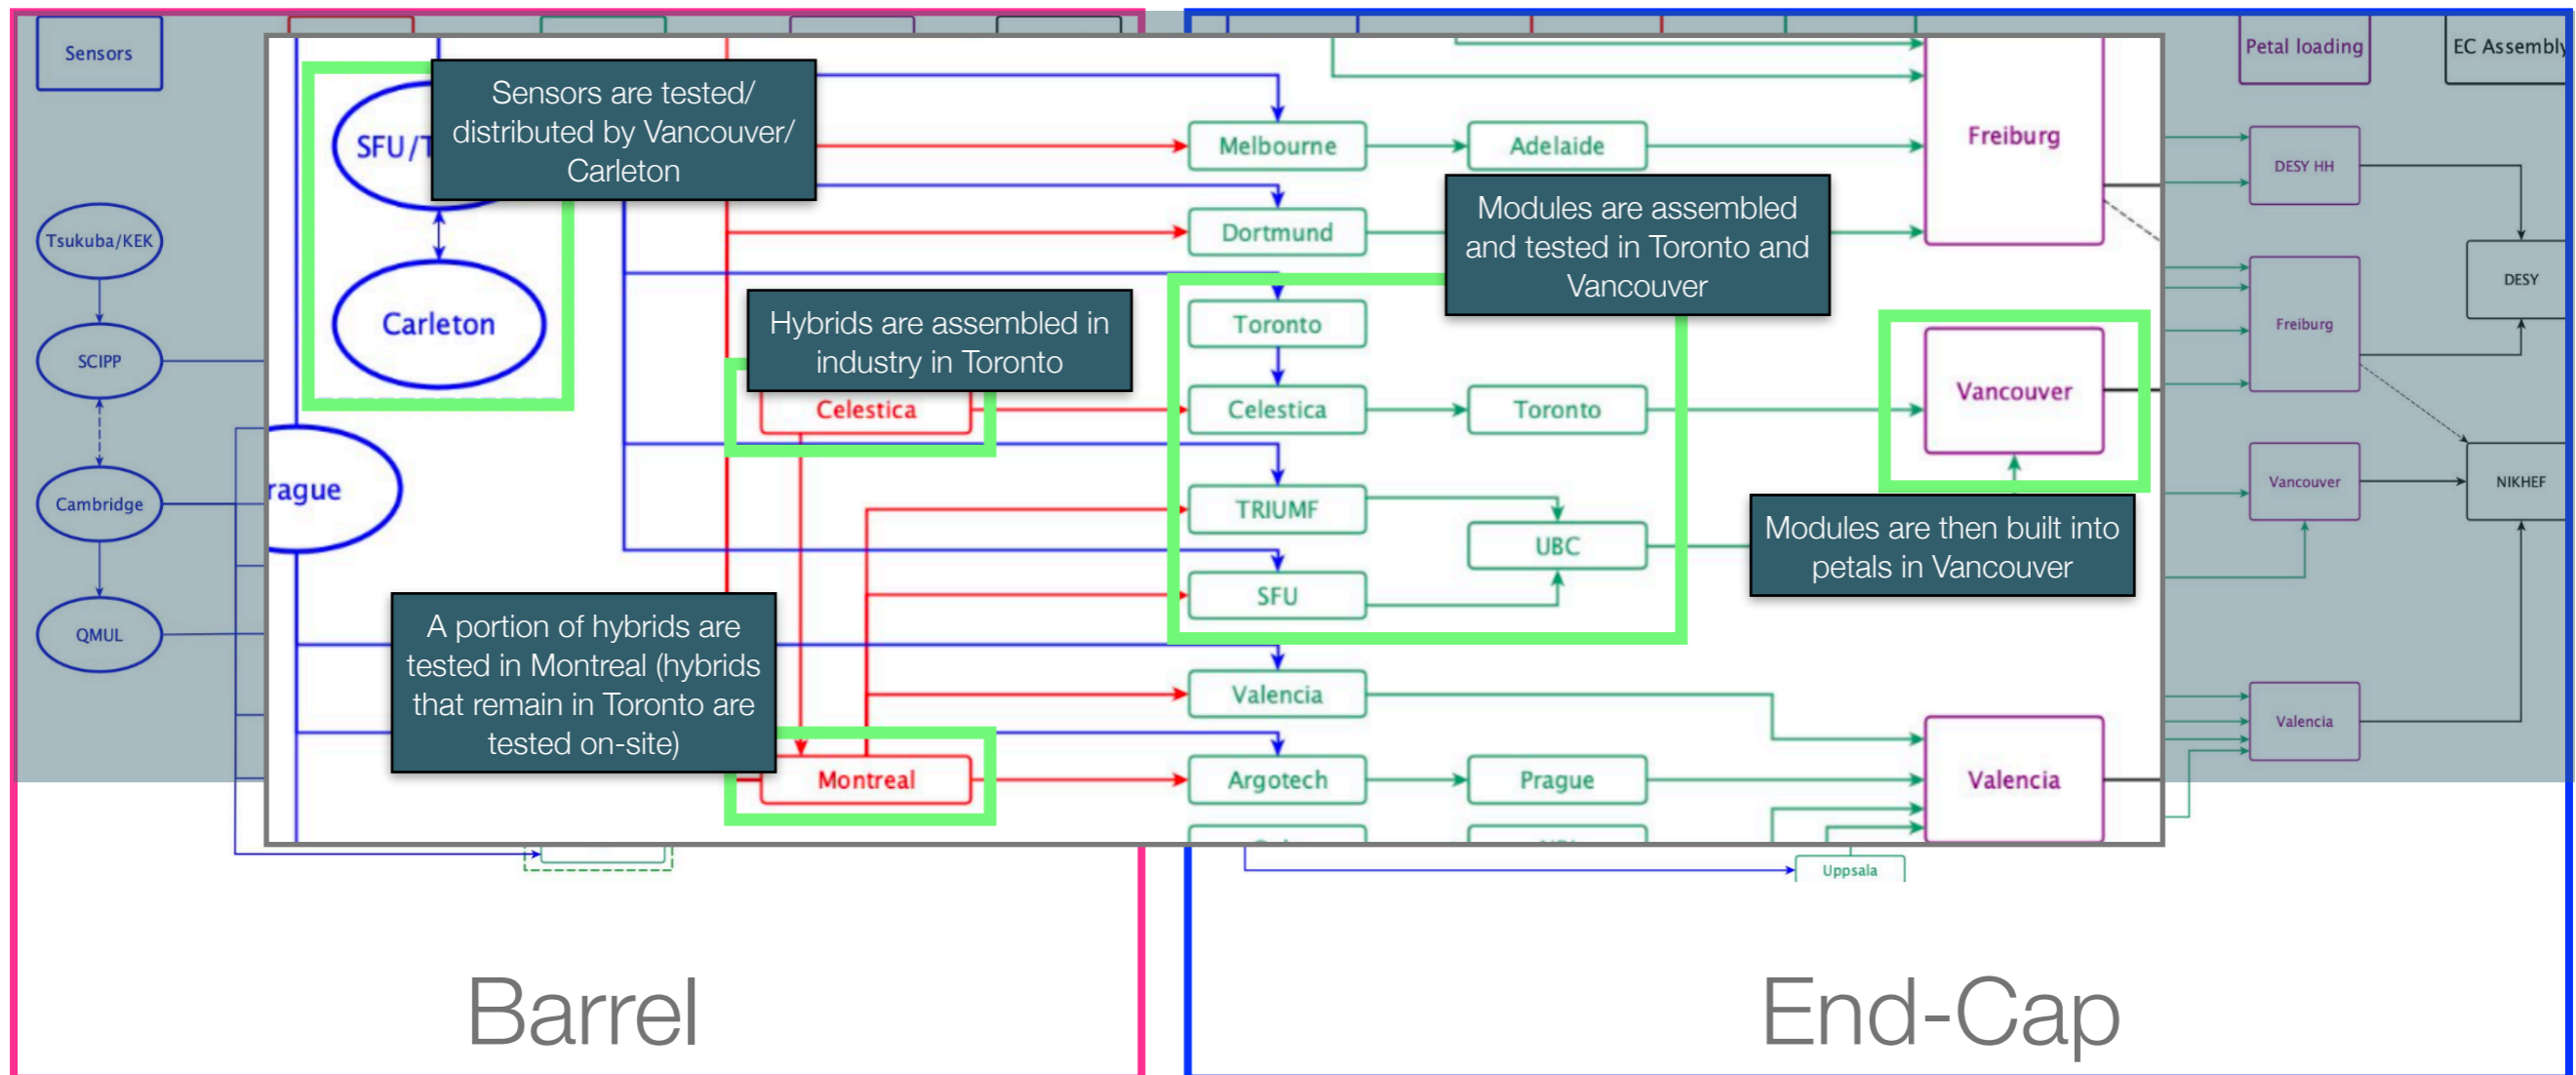 Sensors
Petal loading
EC Assembly
Tsukuba/KEK
SCIPP
Cambridge
QMUL
SFU/T
Carleton
rague
Sensors are tested/
distributed by Vancouver/
Carleton
Hybrids are assembled in
industry in Toronto
Celestica
A portion of hybrids are
tested in Montreal (hybrids
that remain in Toronto are
tested on-site)
Montreal
Melbourne
Adelaide
Dortmund
Modules are assembled
and tested in Toronto and
Vancouver
Toronto
Celestica
Toronto
TRIUMF
UBC
SFU
Valencia
Argotech
Prague
Freiburg
Vancouver
Modules are then built into
petals in Vancouver
Valencia
DESY HH
Freiburg
Vancouver
Valencia
DESY
NIKHEF
Uppsala
Barrel
End-Cap